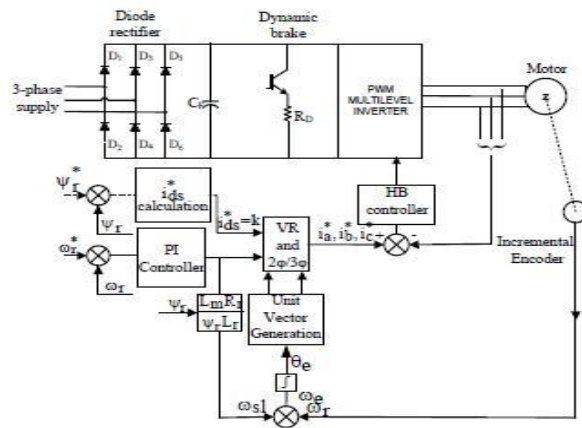 Diode
rectifier
Dynamic
brake
D₁ D₃ D₅
3-phase
supply
D₂ D₄ D₆
R_D
PWM
MULTILEVEL
INVERTER
Motor
Ψr*
ids*
calculation
Ψr
ids*=k
ωr*
PI
Controller
ωr
VR
and
2φ/3φ
ia*, ib*, ic*
+
-
HB
controller
Incremental
Encoder
Ψr
LmRr
ΨrLr
Unit
Vector
Generation
θe
∫
ωe
ωsl
ωr